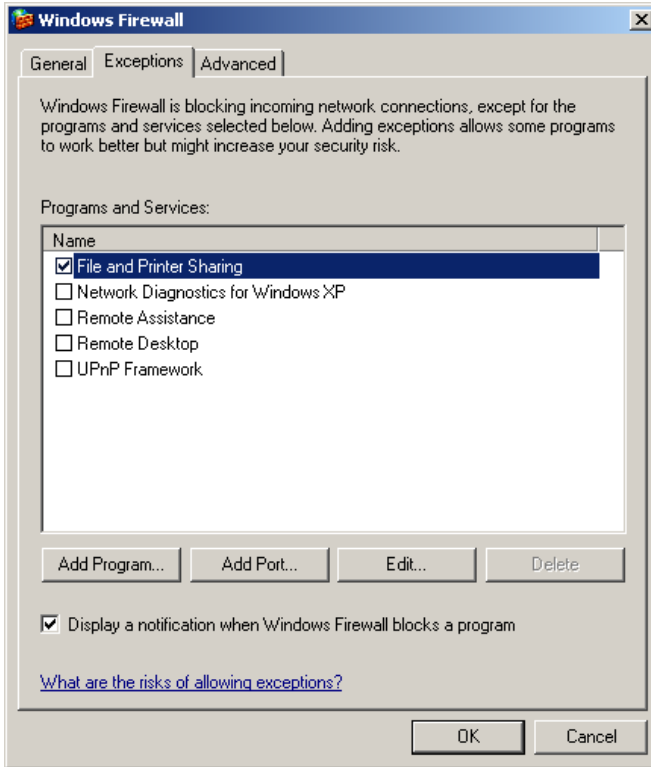 Windows Firewall
General Exceptions Advanced
Windows Firewall is blocking incoming network connections, except for the
programs and services selected below. Adding exceptions allows some programs
to work better but might increase your security risk.
Programs and Services:
Name
File and Printer Sharing
Network Diagnostics for Windows XP
Remote Assistance
Remote Desktop
UPnP Framework
Add Program... Add Port... Edit... Delete
Display a notification when Windows Firewall blocks a program
What are the risks of allowing exceptions?
OK Cancel